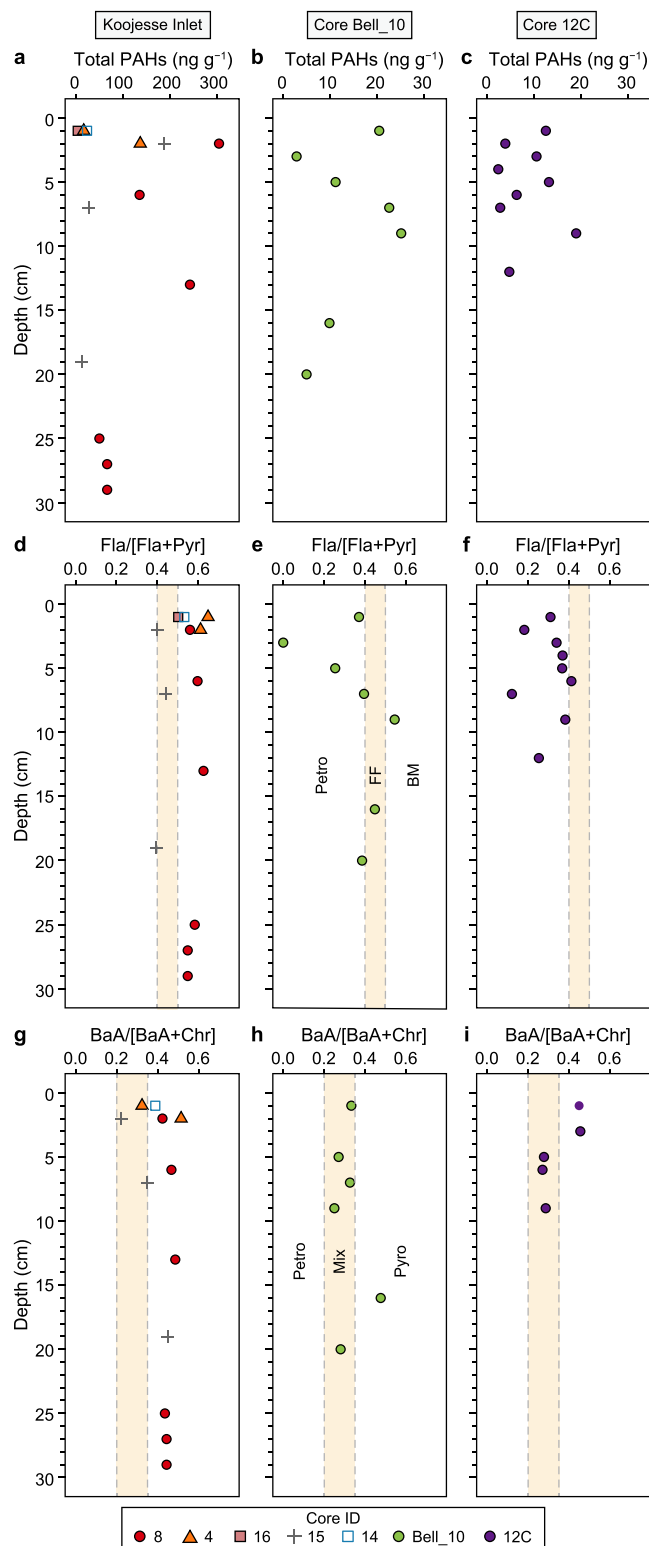 Koojesse Inlet Core Bell_10 Core 12C
a Total PAHs (ng g⁻¹) b Total PAHs (ng g⁻¹) c Total PAHs (ng g⁻¹)
0 100 200 300 0 10 20 30 0 10 20 30
0
5
10
15
20
25
30
Depth (cm)
d Fla/[Fla+Pyr] e Fla/[Fla+Pyr] f Fla/[Fla+Pyr]
0.0 0.2 0.4 0.6 0.0 0.2 0.4 0.6 0.0 0.2 0.4 0.6
0
5
10
15
20
25
30
Depth (cm)
Petro FF BM
g BaA/[BaA+Chr] h BaA/[BaA+Chr] i BaA/[BaA+Chr]
0.0 0.2 0.4 0.6 0.0 0.2 0.4 0.6 0.0 0.2 0.4 0.6
0
5
10
15
20
25
30
Depth (cm)
Petro Mix Pyro
Core ID
8 4 16 15 14 Bell_10 12C